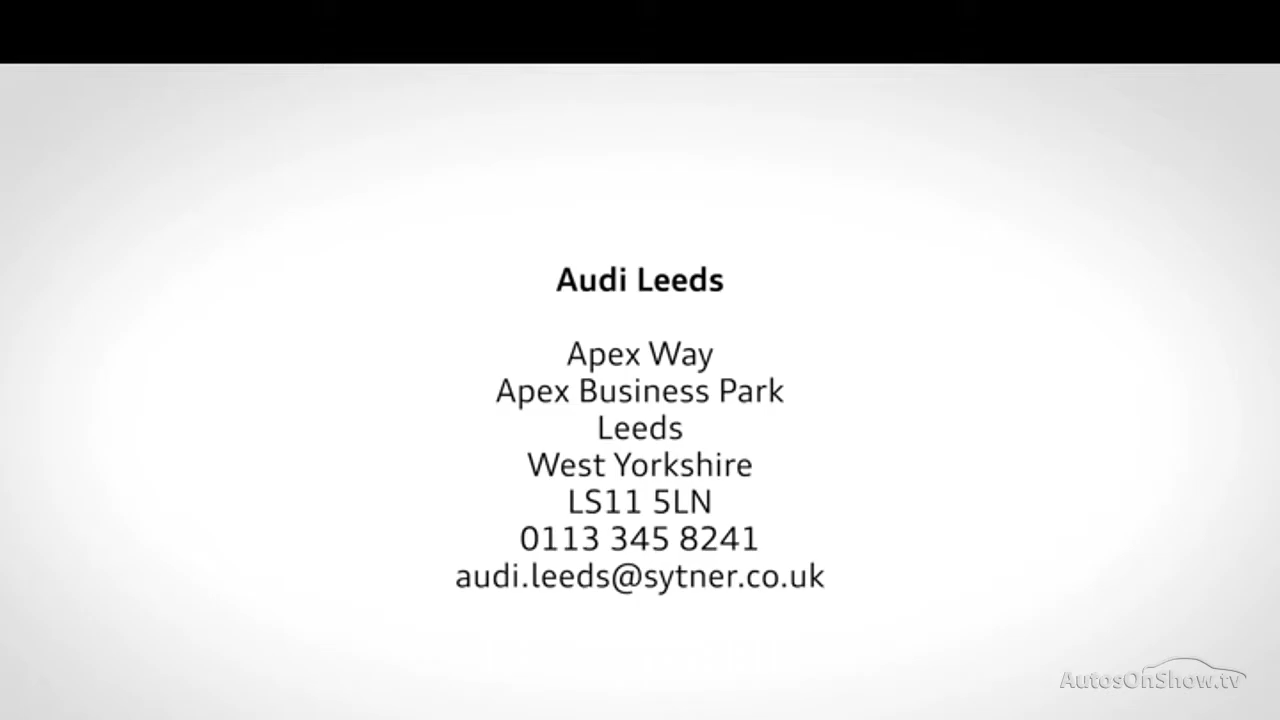 Audi Leeds
Apex Way
Apex Business Park
Leeds
West Yorkshire
LS11 5LN
0113 345 8241
audi.leeds@sytner.co.uk
AutosOnShow.tv